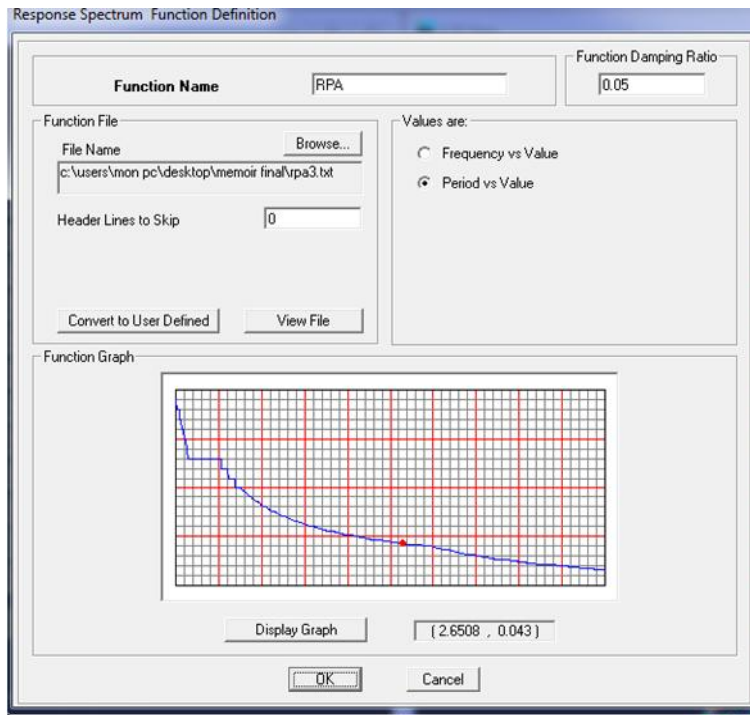 Response Spectrum Function Definition
Function Damping Ratio
Function Name
RPA
0.05
Function File
Values are:
File Name
Browse...
Frequency vs Value
c:\users\mon pc\desktop\memoir final\rpa3.txt
Period vs Value
Header Lines to Skip
0
Convert to User Defined
View File
Function Graph
Display Graph
( 2.6508 , 0.043 )
OK
Cancel